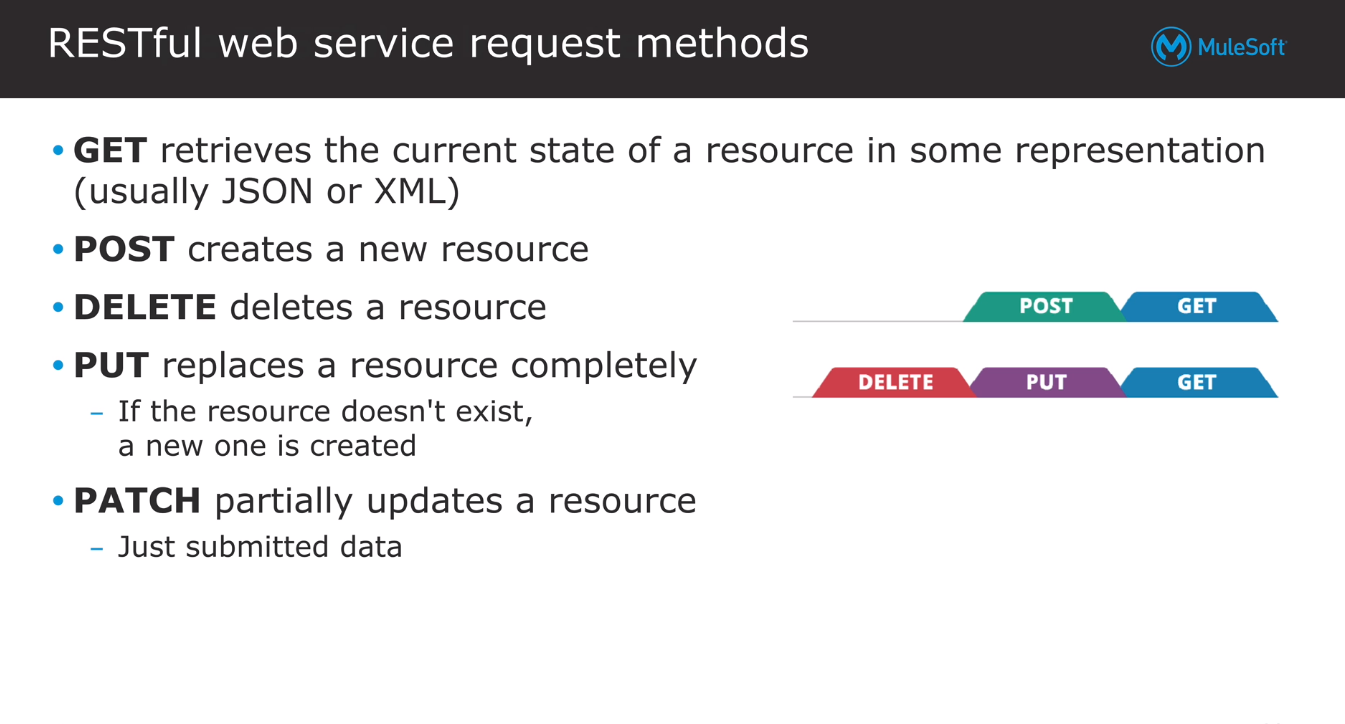 RESTful web service request methods
MuleSoft
• GET retrieves the current state of a resource in some representation
(usually JSON or XML)
• POST creates a new resource
• DELETE deletes a resource
• PUT replaces a resource completely
– If the resource doesn't exist,
a new one is created
• PATCH partially updates a resource
– Just submitted data
POST GET
DELETE PUT GET